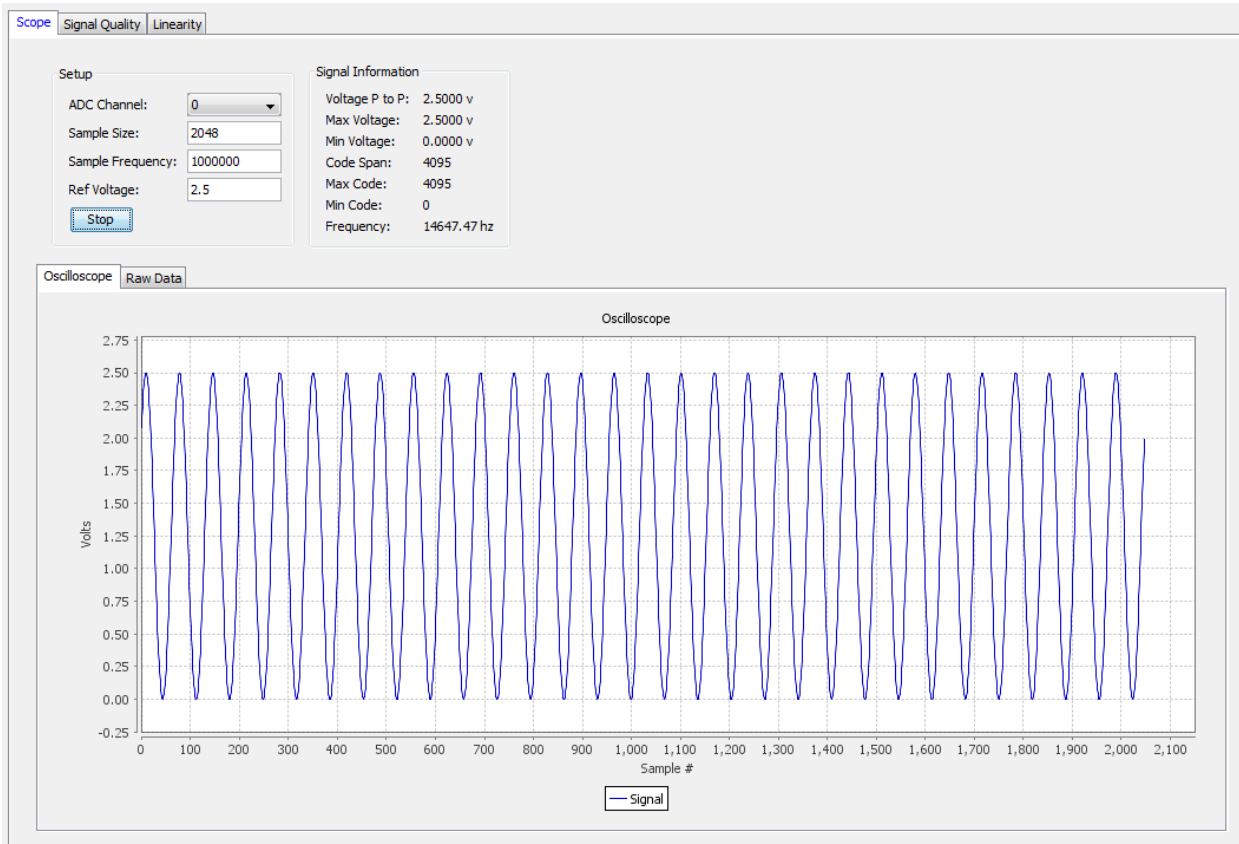 Scope Signal Quality Linearity
Setup
ADC Channel: 0
Sample Size: 2048
Sample Frequency: 1000000
Ref Voltage: 2.5
Stop
Signal Information
Voltage P to P: 2.5000 v
Max Voltage: 2.5000 v
Min Voltage: 0.0000 v
Code Span: 4095
Max Code: 4095
Min Code: 0
Frequency: 14647.47 hz
Oscilloscope Raw Data
Oscilloscope
2.75
2.50
2.25
2.00
1.75
1.50
1.25
1.00
0.75
0.50
0.25
0.00
-0.25
Volts
0 100 200 300 400 500 600 700 800 900 1,000 1,100 1,200 1,300 1,400 1,500 1,600 1,700 1,800 1,900 2,000 2,100
Sample #
Signal